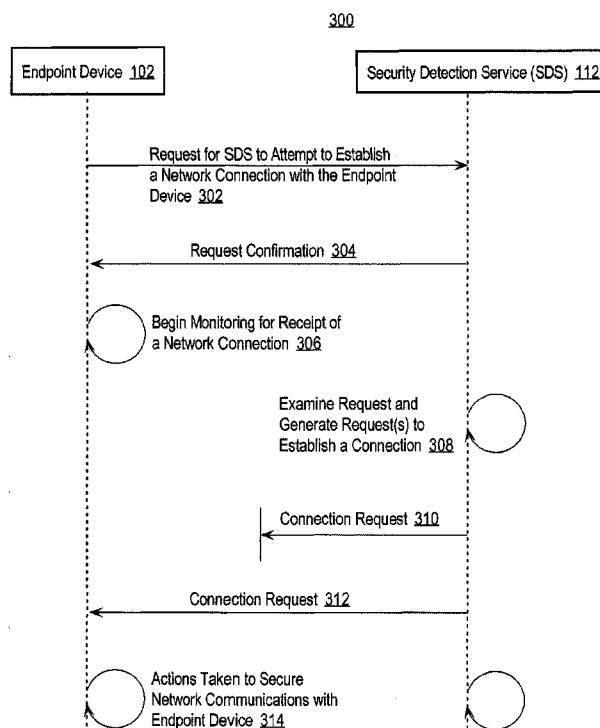 300
Endpoint Device 102
Security Detection Service (SDS) 112
Request for SDS to Attempt to Establish
a Network Connection with the Endpoint
Device 302
Request Confirmation 304
Begin Monitoring for Receipt of
a Network Connection 306
Examine Request and
Generate Request(s) to
Establish a Connection 308
Connection Request 310
Connection Request 312
Actions Taken to Secure
Network Communications with
Endpoint Device 314